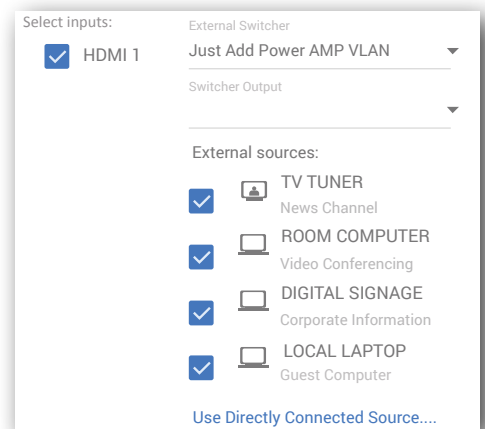 Select inputs:
External Switcher
HDMI 1
Just Add Power AMP VLAN
Switcher Output
External sources:
TV TUNER
News Channel
ROOM COMPUTER
Video Conferencing
DIGITAL SIGNAGE
Corporate Information
LOCAL LAPTOP
Guest Computer
Use Directly Connected Source....